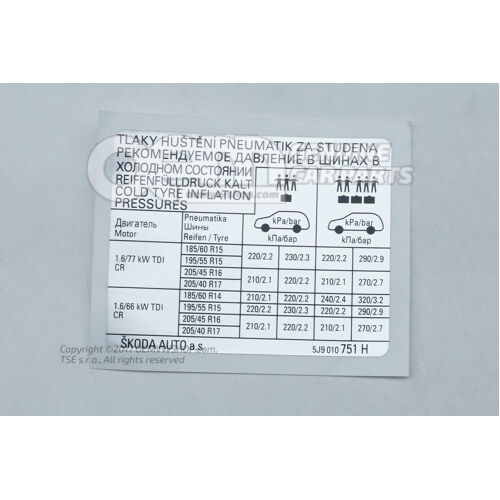 TLAKY HUŠTĚNÍ PNEUMATIK ZA STUDENA
РЕКОМЕНДУЕМОЕ ДАВЛЕНИЕ В ШИНАХ В
ХОЛОДНОМ СОСТОЯНИИ
REIFENFÜLLDRUCK KALT
COLD TYRE INFLATION
PRESSURES
kPa/bar kPa/bar
кПа/бар кПа/бар
Двигатель Motor Pneumatika Шины Reifen / Tyre
1.6/77 kW TDI CR
185/60 R15
195/55 R15 220/2.2 230/2.3 220/2.2 290/2.9
205/45 R16
205/40 R17 210/2.1 220/2.2 210/2.1 270/2.7
1.6/66 kW TDI CR
185/60 R14 210/2.1 220/2.2 240/2.4 320/3.2
195/55 R15 220/2.2 230/2.3 220/2.2 290/2.9
205/45 R16
205/40 R17 210/2.1 220/2.2 210/2.1 270/2.7
ŠKODA AUTO a.s 5J9 010 751 H
TSE s.r.o., All rights reserved